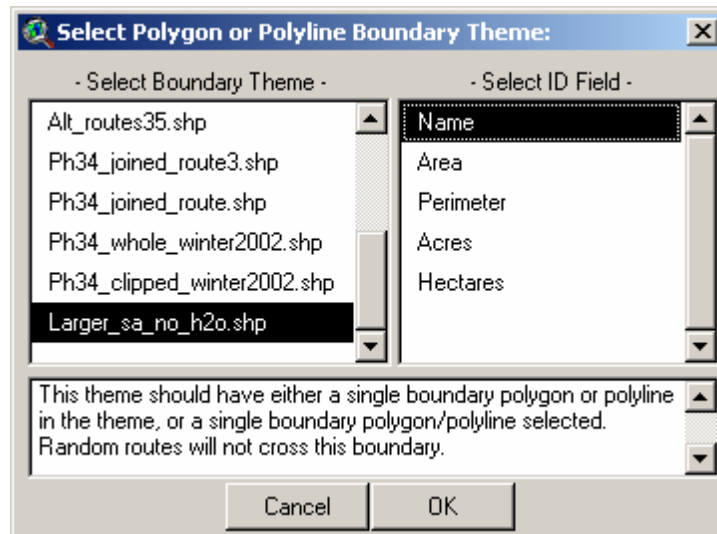 Select Polygon or Polyline Boundary Theme:
- Select Boundary Theme -
Alt_routes35.shp
Ph34_joined_route3.shp
Ph34_joined_route.shp
Ph34_whole_winter2002.shp
Ph34_clipped_winter2002.shp
Larger_sa_no_h2o.shp
- Select ID Field -
Name
Area
Perimeter
Acres
Hectares
This theme should have either a single boundary polygon or polyline
in the theme, or a single boundary polygon/polyline selected.
Random routes will not cross this boundary.
Cancel
OK